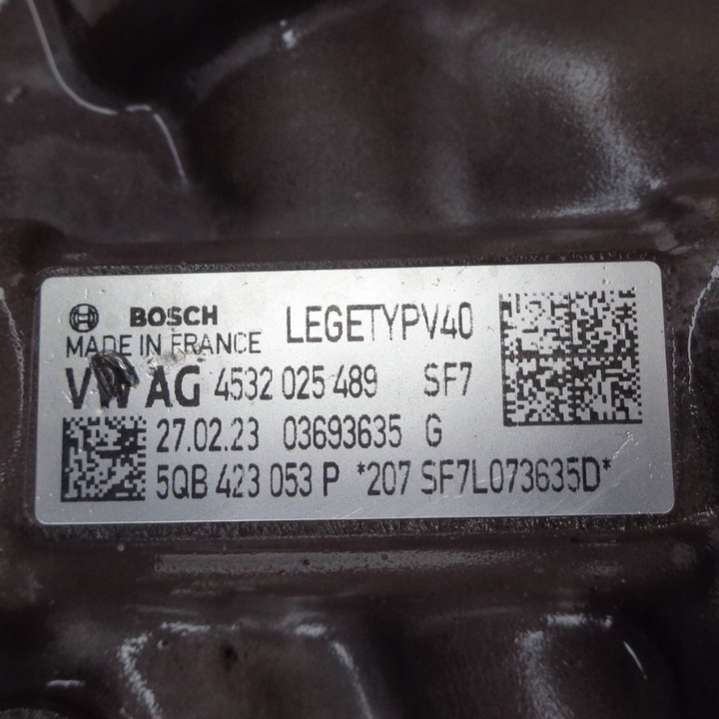 BOSCH LEGETYPV40
MADE IN FRANCE
VW AG 4532 025 489 SF7
27.02.23 03693635 G
5QB 423 053 P *207 SF7L073635D*